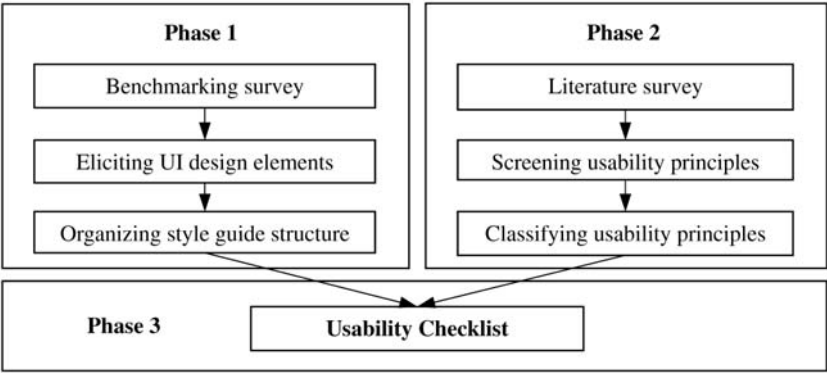 Phase 1
Benchmarking survey
Eliciting UI design elements
Organizing style guide structure
Phase 2
Literature survey
Screening usability principles
Classifying usability principles
Phase 3
Usability Checklist